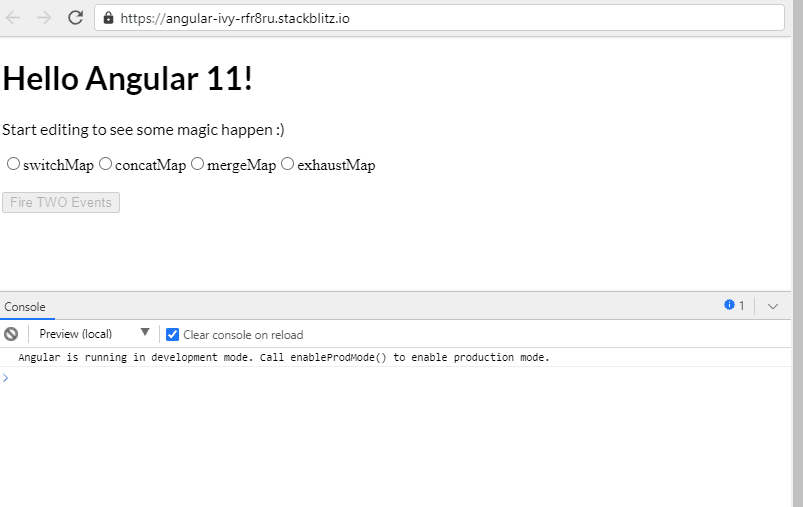 https://angular-ivy-rfr8ru.stackblitz.io
Hello Angular 11!
Start editing to see some magic happen :)
switchMap concatMap mergeMap exhaustMap
Fire TWO Events
Console 1
Preview (local) Clear console on reload
Angular is running in development mode. Call enableProdMode() to enable production mode.